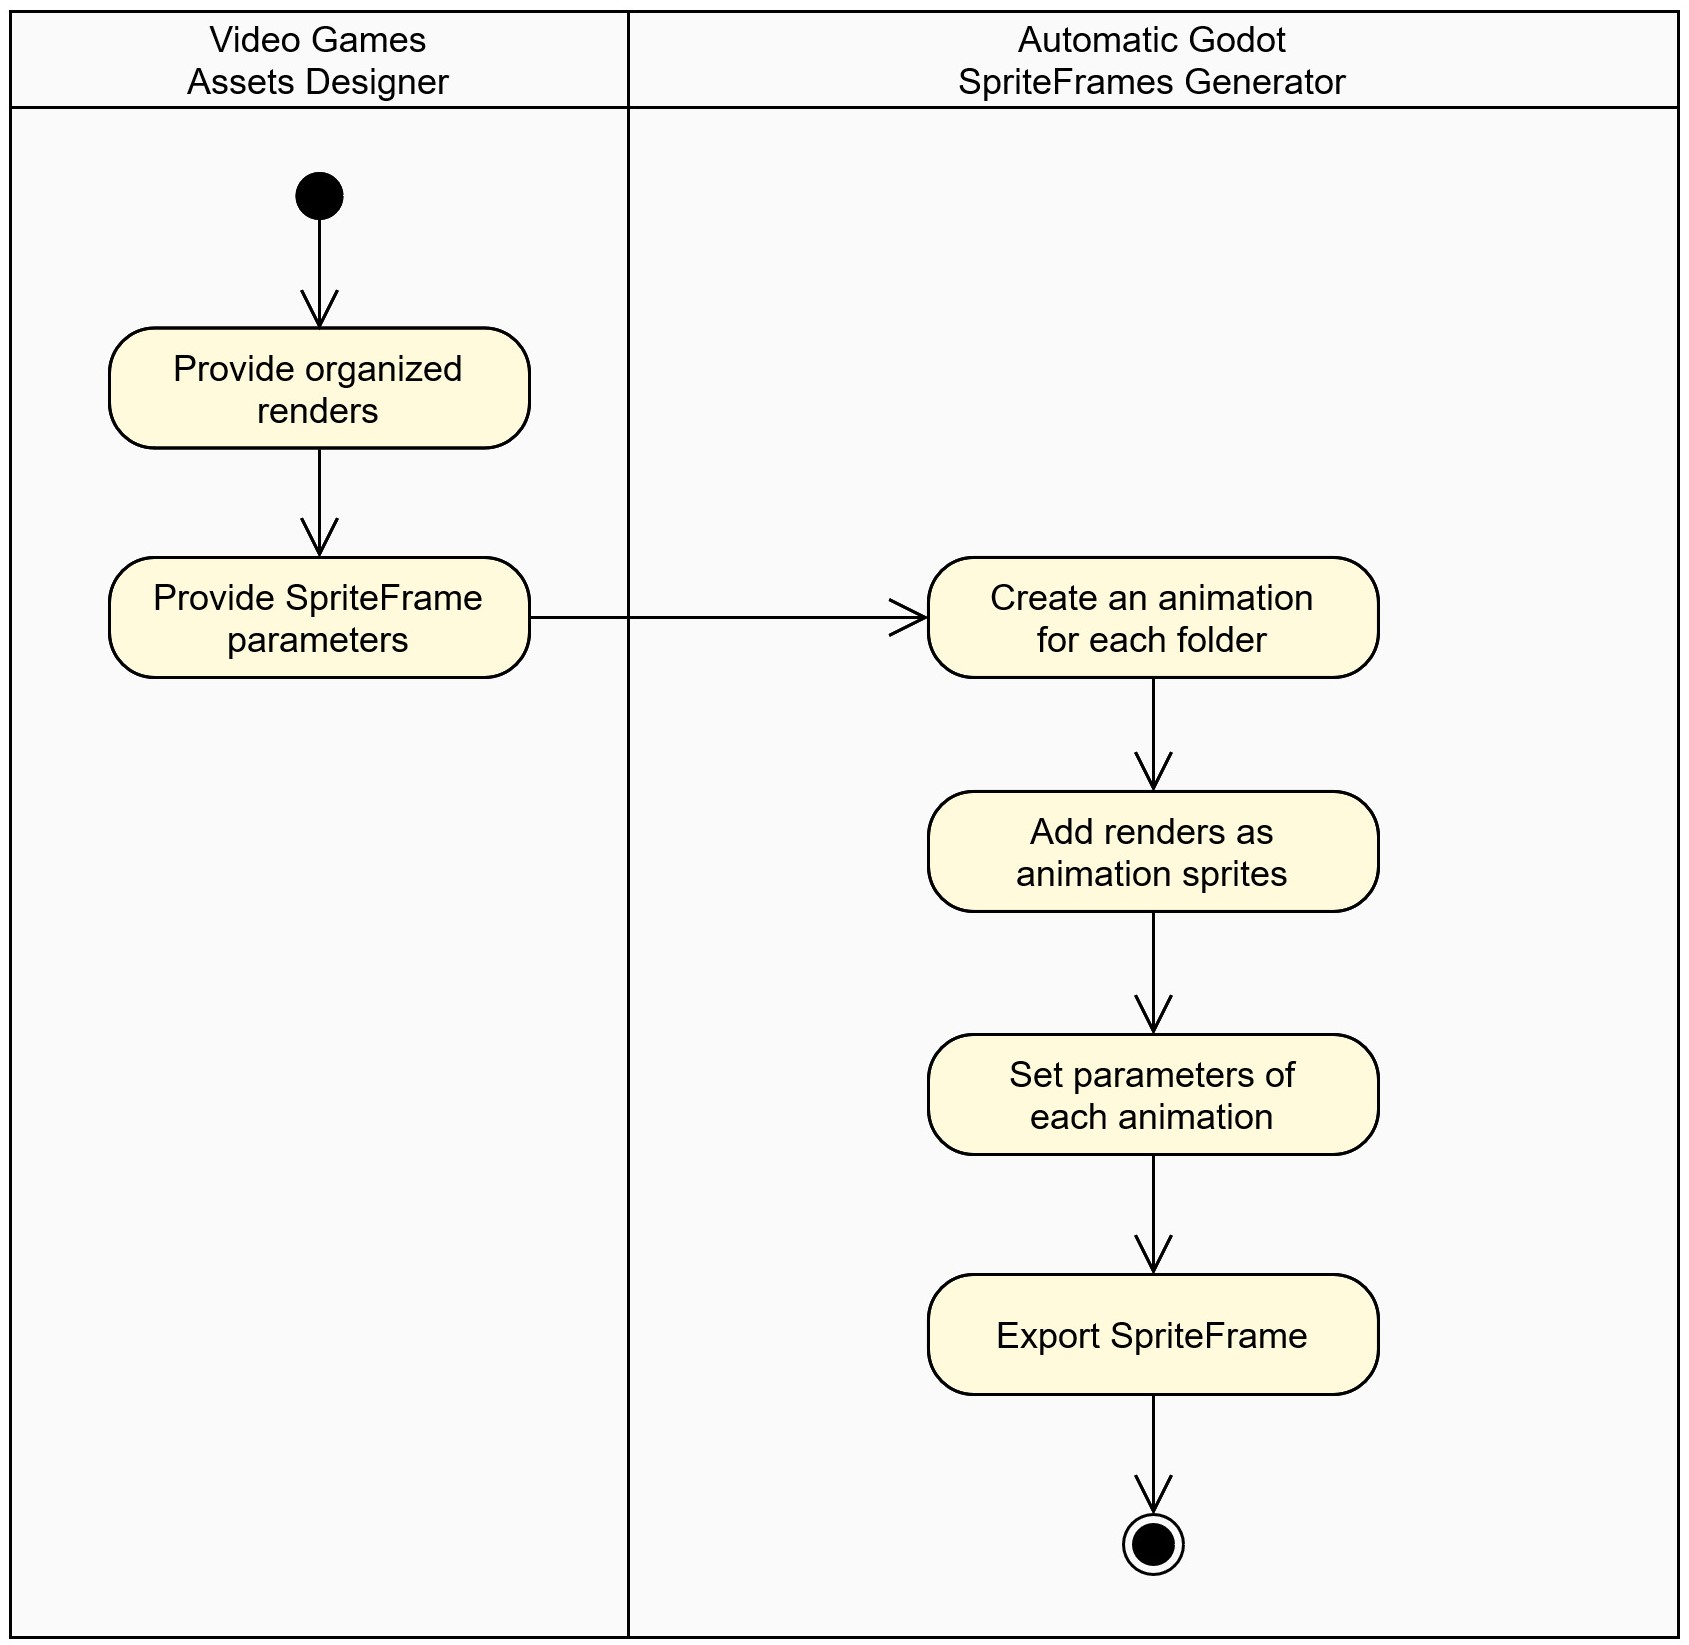 Video Games
Assets Designer
Automatic Godot
SpriteFrames Generator
Provide organized
renders
Provide SpriteFrame
parameters
Create an animation
for each folder
Add renders as
animation sprites
Set parameters of
each animation
Export SpriteFrame